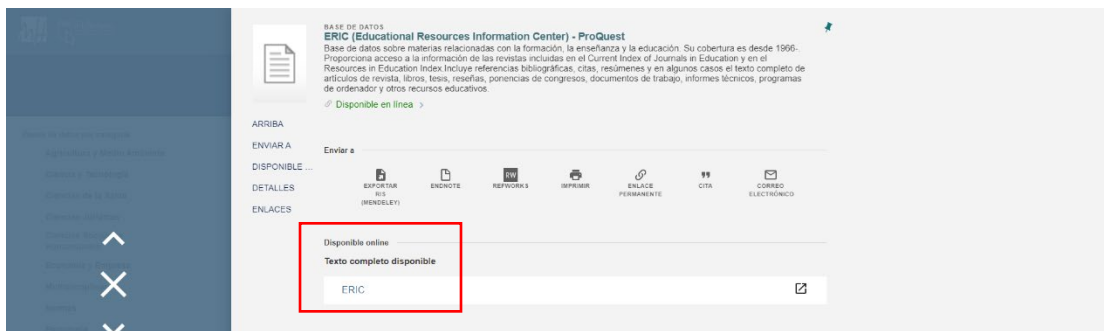 BASE DE DATOS
ERIC (Educational Resources Information Center) - ProQuest
Base de datos sobre materias relacionadas con la formación, la enseñanza y la educación. Su cobertura es desde 1966-.
Proporciona acceso a la información de las revistas incluidas en el Current Index of Journals in Education y en el
Resources in Education Index.Incluye referencias bibliográficas, citas, resúmenes y en algunos casos el texto completo de
artículos de revista, libros, tesis, reseñas, ponencias de congresos, documentos de trabajo, informes técnicos, programas
de ordenador y otros recursos educativos.
Disponible en línea
ARRIBA
ENVIAR A
DISPONIBLE ...
DETALLES
ENLACES
Enviar a
EXPORTAR
RIS
(MENDELEY)
ENDNOTE
RW
REFWORKS
IMPRIMIR
ENLACE
PERMANENTE
CITA
CORREO
ELECTRÓNICO
Disponible online
Texto completo disponible
ERIC